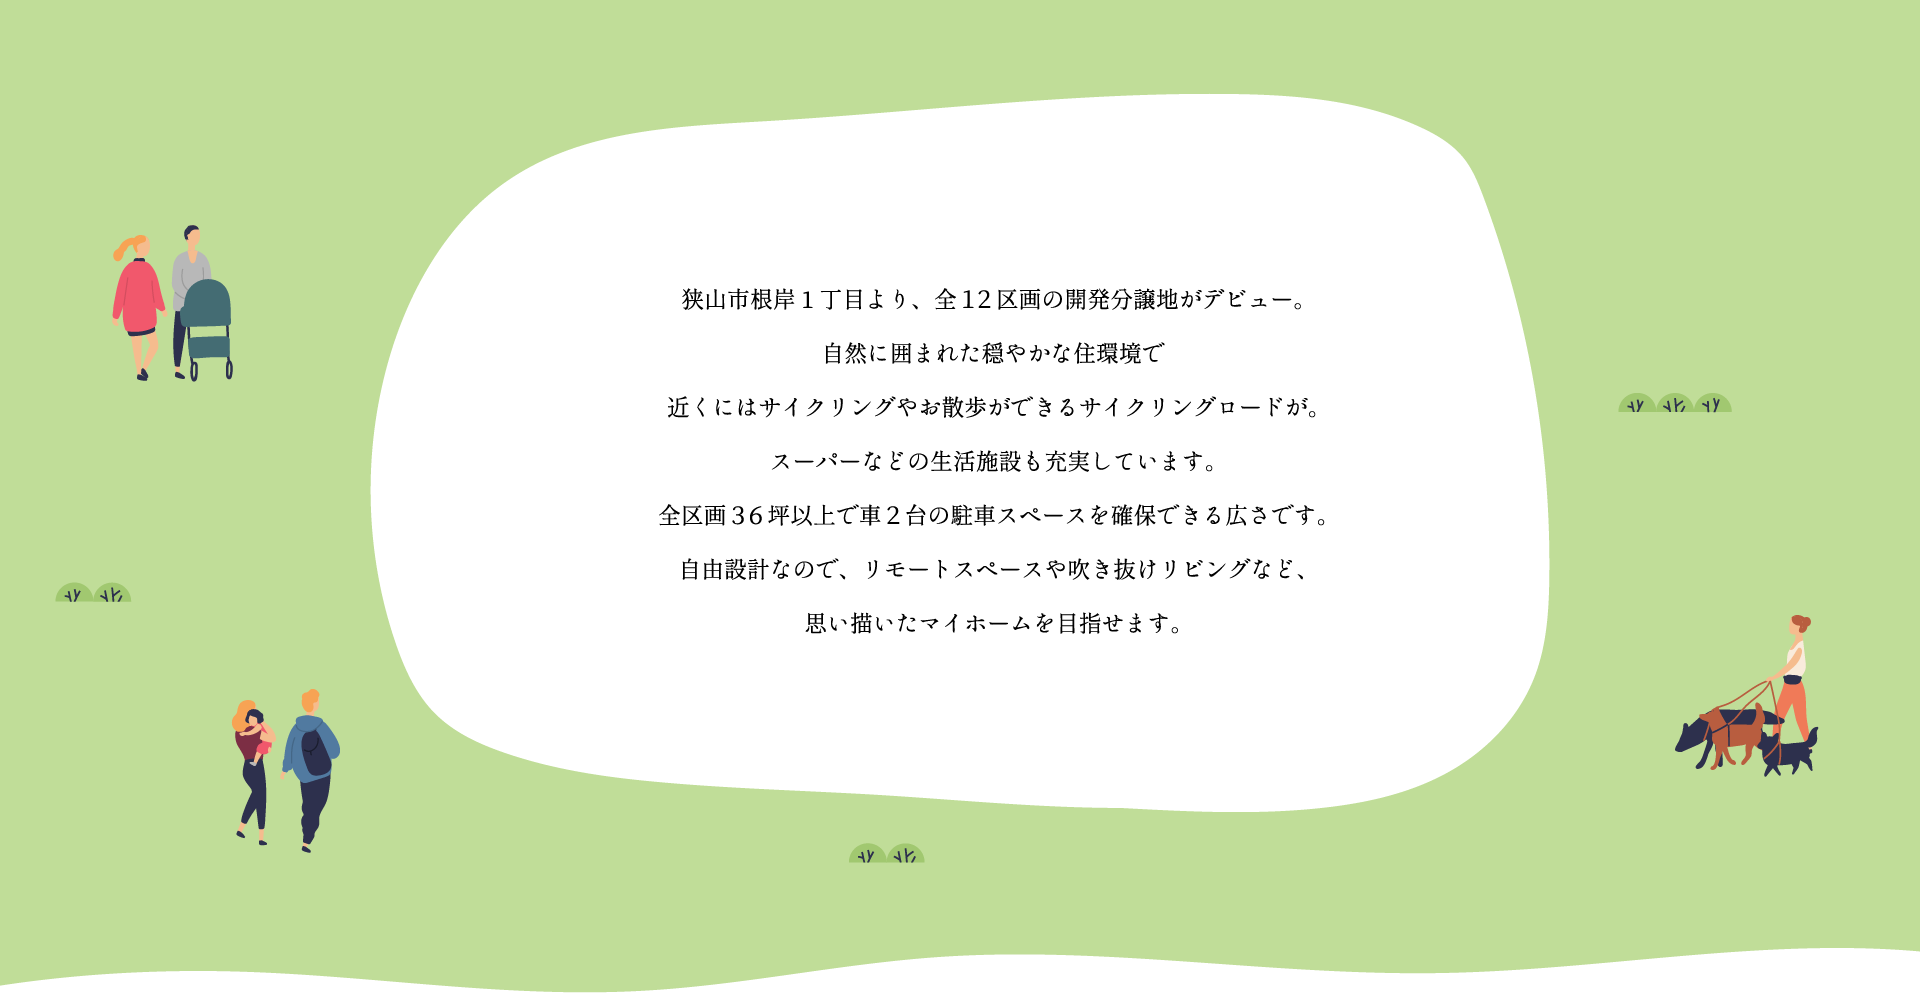 狭山市根岸１丁目より、全12区画の開発分譲地がデビュー。
自然に囲まれた穏やかな住環境で
近くにはサイクリングやお散歩ができるサイクリングロードが。
スーパーなどの生活施設も充実しています。
全区画36坪以上で車２台の駐車スペースを確保できる広さです。
自由設計なので、リモートスペースや吹き抜けリビングなど、
思い描いたマイホームを目指せます。